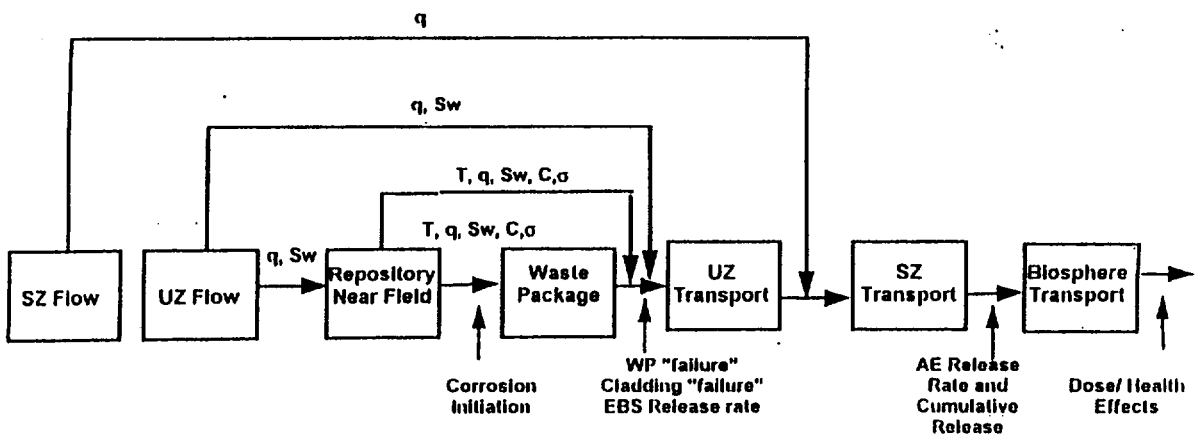 q
q, Sw
T, q, Sw, C,σ
T, q, Sw, C,σ
q, Sw
SZ Flow
UZ Flow
Repository
Near Field
Waste
Package
UZ
Transport
SZ
Transport
Biosphere
Transport
Corrosion
Initiation
WP "failure"
Cladding "failure"
EBS Release rate
AE Release
Rate and
Cumulative
Release
Dose/ Health
Effects